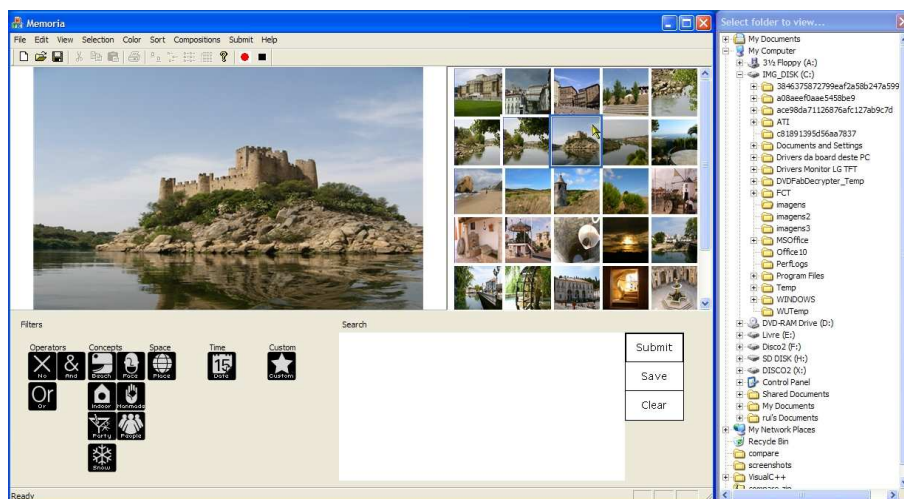 Memoria
File Edit View Selection Color Sort Compositions Submit Help
Filters
Operators Concepts Space Time Custom
No And Beach Face Place Data Custom
Or Indoor Manmade
Party People
Snow
Search
Submit
Save
Clear
Ready
Select folder to view...
My Documents
My Computer
3½ Floppy (A:)
IMG_DISK (C:)
3846375872799eaf2a58b247a599
a08aeef0aae5458be9
ace98da71126876afc127ab9c7d
ATI
c81891395d56aa7837
Documents and Settings
Drivers da board deste PC
Drivers Monitor LG TFT
DVDFabDecrypter_Temp
FCT
imagens
imagens2
imagens3
MSOffice
Office10
PerfLogs
Program Files
Temp
WINDOWS
WUTemp
DVD-RAM Drive (D:)
Livre (E:)
Disco2 (F:)
SD DISK (H:)
DISCO2 (X:)
Control Panel
Shared Documents
My Documents
rui's Documents
My Network Places
Recycle Bin
compare
screenshots
VisualC++
compare.zip